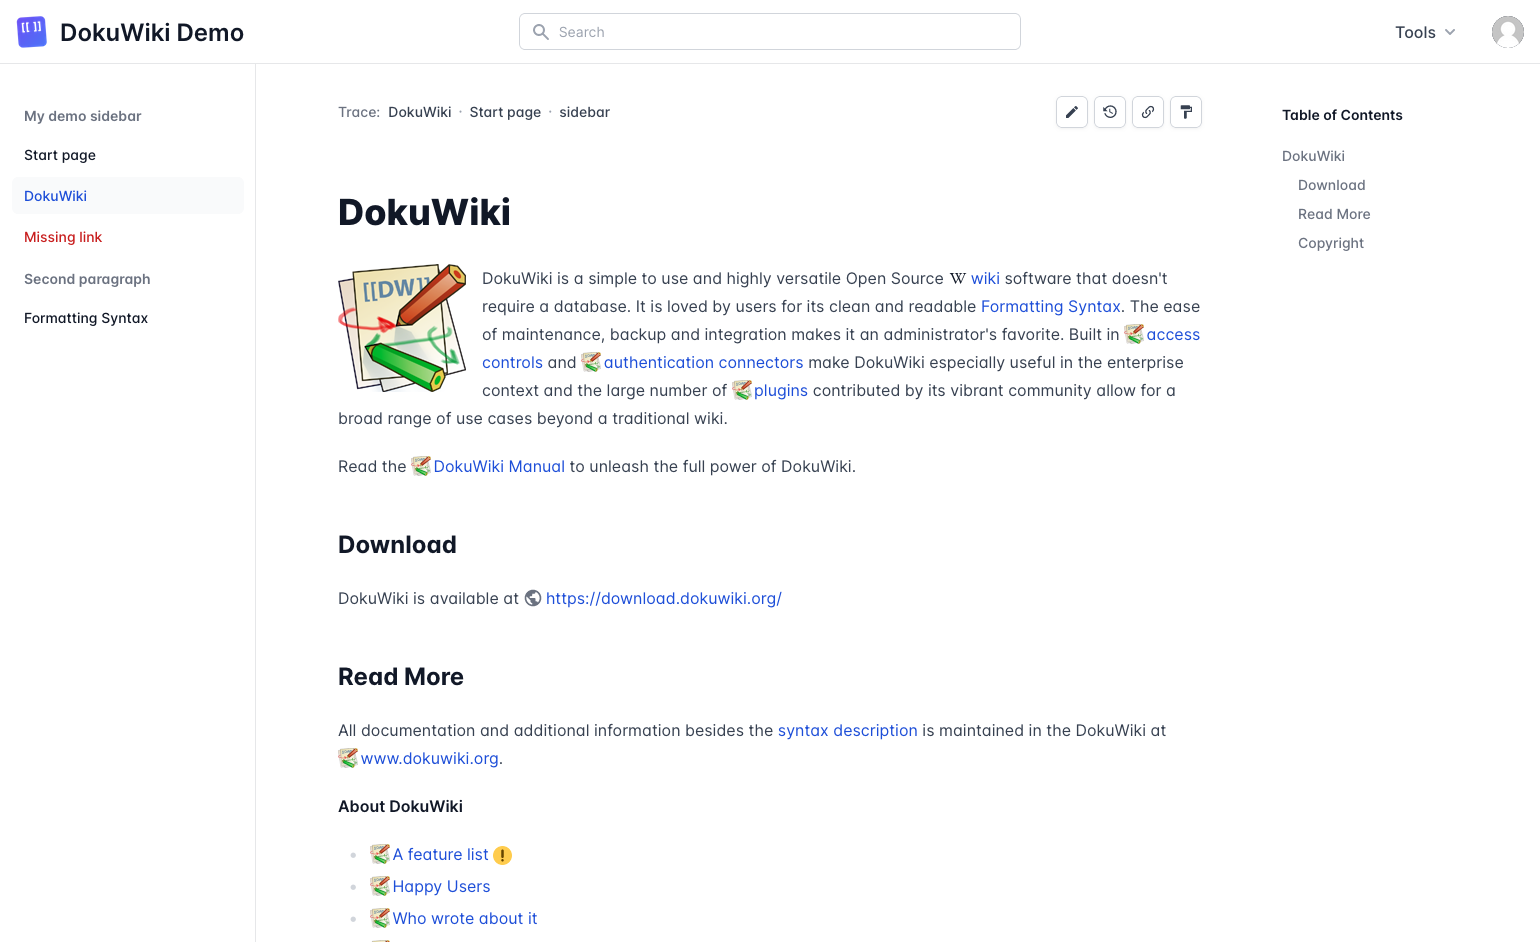 [[ ]] DokuWiki Demo
Search
Tools
My demo sidebar
Start page
DokuWiki
Missing link
Second paragraph
Formatting Syntax
Trace: DokuWiki · Start page · sidebar
DokuWiki
[[DW]]
DokuWiki is a simple to use and highly versatile Open Source W wiki software that doesn't
require a database. It is loved by users for its clean and readable Formatting Syntax. The ease
of maintenance, backup and integration makes it an administrator's favorite. Built in access
controls and authentication connectors make DokuWiki especially useful in the enterprise
context and the large number of plugins contributed by its vibrant community allow for a
broad range of use cases beyond a traditional wiki.
Read the DokuWiki Manual to unleash the full power of DokuWiki.
Download
DokuWiki is available at https://download.dokuwiki.org/
Read More
All documentation and additional information besides the syntax description is maintained in the DokuWiki at
www.dokuwiki.org.
About DokuWiki
• A feature list !
• Happy Users
• Who wrote about it
Table of Contents
DokuWiki
Download
Read More
Copyright